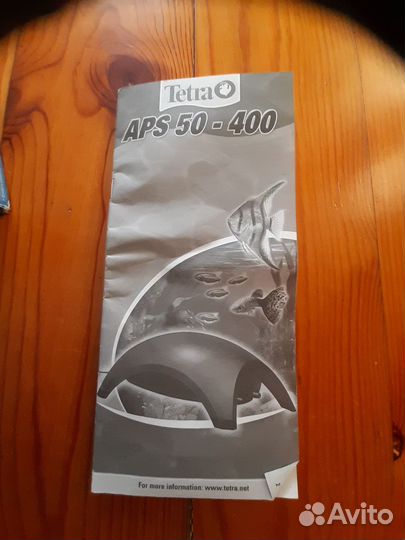 Tetra
APS 50 - 400
For more information: www.tetra.net
Avito